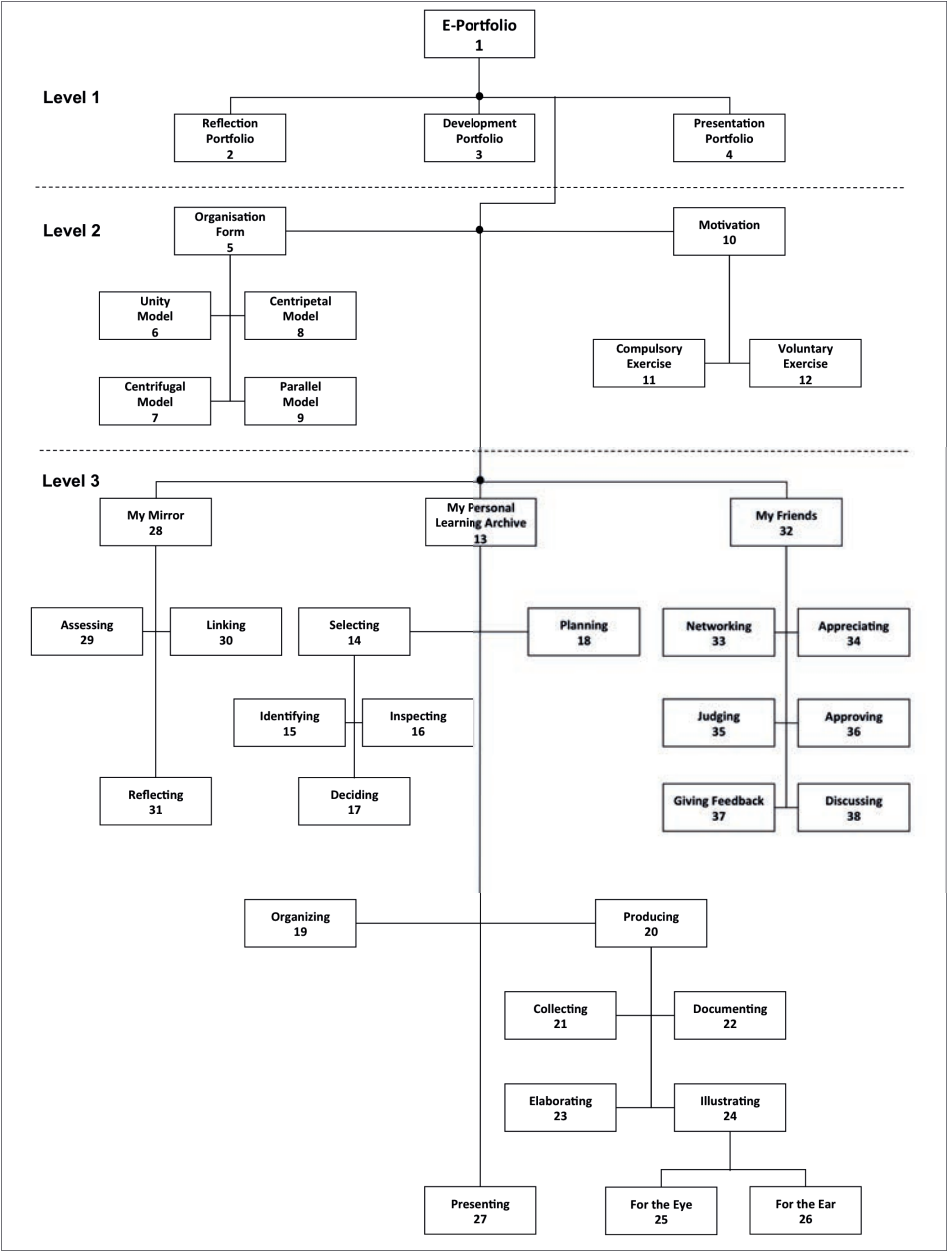 E-Portfolio
1
Level 1
Reflection
Portfolio
2
Development
Portfolio
3
Presentation
Portfolio
4
Level 2
Organisation
Form
5
Motivation
10
Unity
Model
6
Centripetal
Model
8
Compulsory
Exercise
11
Voluntary
Exercise
12
Centrifugal
Model
7
Parallel
Model
9
Level 3
My Mirror
28
My Personal
Learning Archive
13
My Friends
32
Assessing
29
Linking
30
Selecting
14
Planning
18
Networking
33
Appreciating
34
Identifying
15
Inspecting
16
Judging
35
Approving
36
Reflecting
31
Deciding
17
Giving Feedback
37
Discussing
38
Organizing
19
Producing
20
Collecting
21
Documenting
22
Elaborating
23
Illustrating
24
Presenting
27
For the Eye
25
For the Ear
26